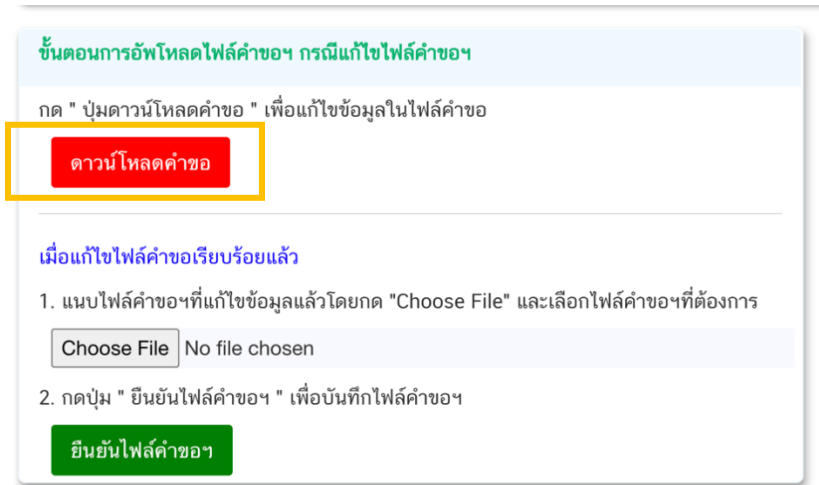 ขั้นตอนการอัพโหลดไฟล์คำขอฯ กรณีแก้ไขไฟล์คำขอฯ
กด " ปุ่มดาวน์โหลดคำขอ " เพื่อแก้ไขข้อมูลในไฟล์คำขอ
ดาวน์โหลดคำขอ
เมื่อแก้ไขไฟล์คำขอเรียบร้อยแล้ว
1. แนบไฟล์คำขอฯที่แก้ไขข้อมูลแล้วโดยกด "Choose File" และเลือกไฟล์คำขอฯที่ต้องการ
Choose File No file chosen
2. กดปุ่ม " ยืนยันไฟล์คำขอฯ " เพื่อบันทึกไฟล์คำขอฯ
ยืนยันไฟล์คำขอฯ